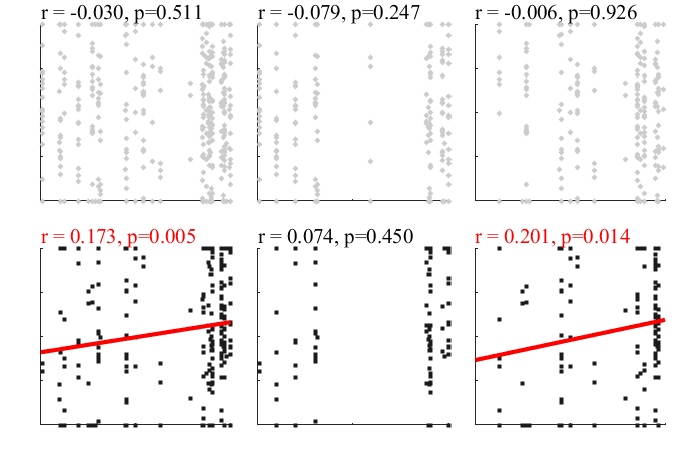 r = -0.030, p=0.511
r = -0.079, p=0.247
r = -0.006, p=0.926
r = 0.173, p=0.005
r = 0.074, p=0.450
r = 0.201, p=0.014